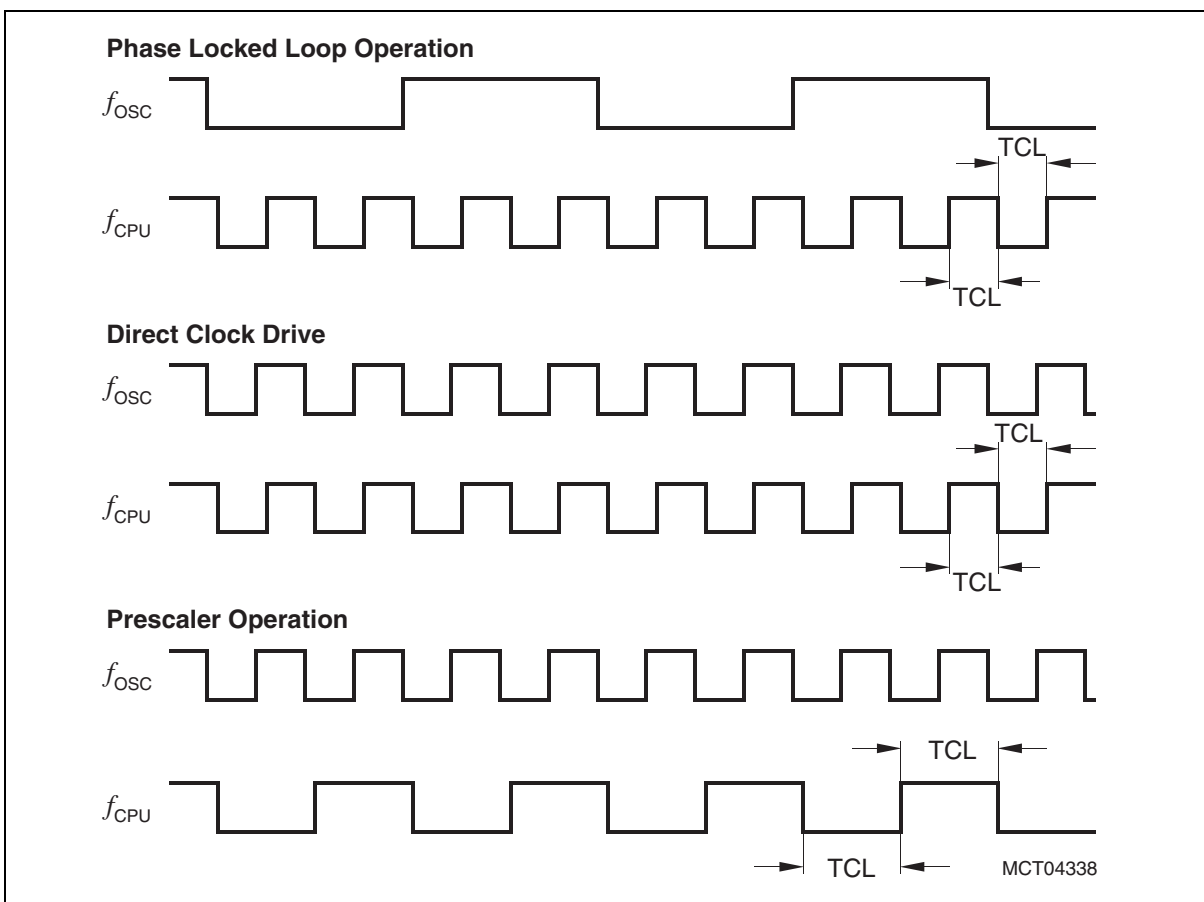 Phase Locked Loop Operation
fOSC
TCL
fCPU
TCL
Direct Clock Drive
fOSC
TCL
fCPU
TCL
Prescaler Operation
fOSC
TCL
fCPU
TCL
MCT04338